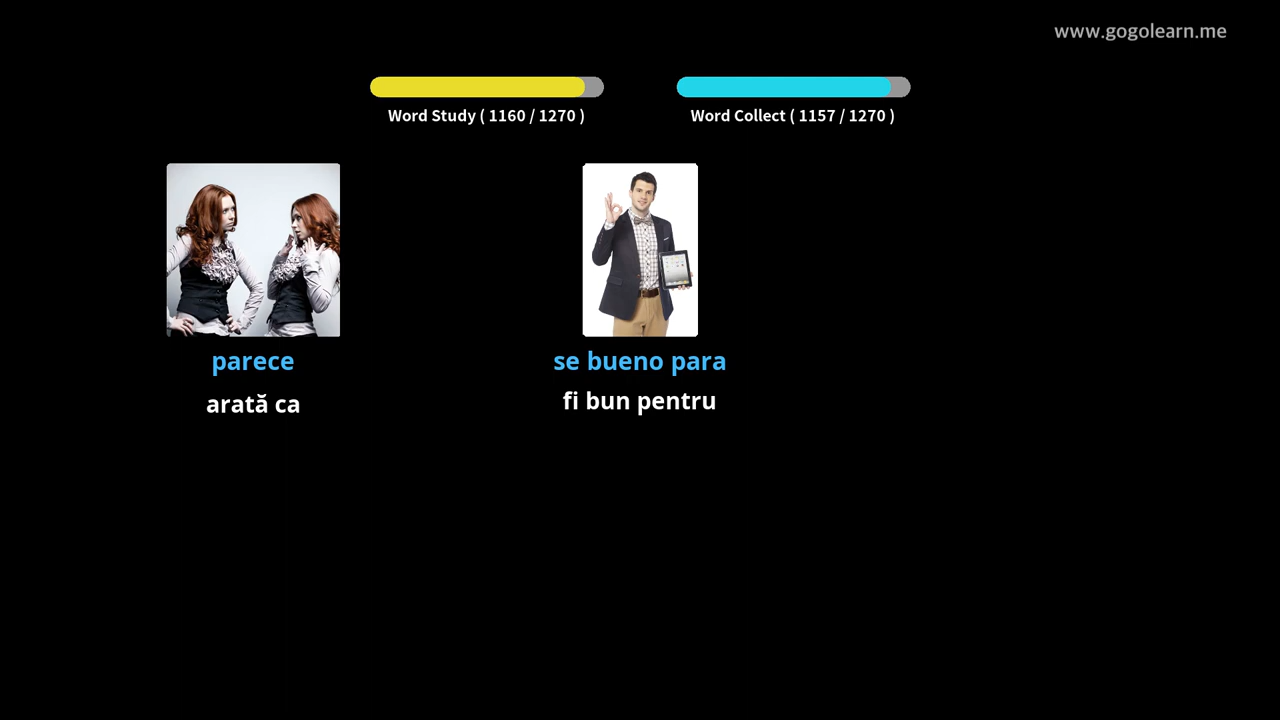 www.gogolearn.me
Word Study ( 1160 / 1270 )
Word Collect ( 1157 / 1270 )
parece
arată ca
se bueno para
fi bun pentru